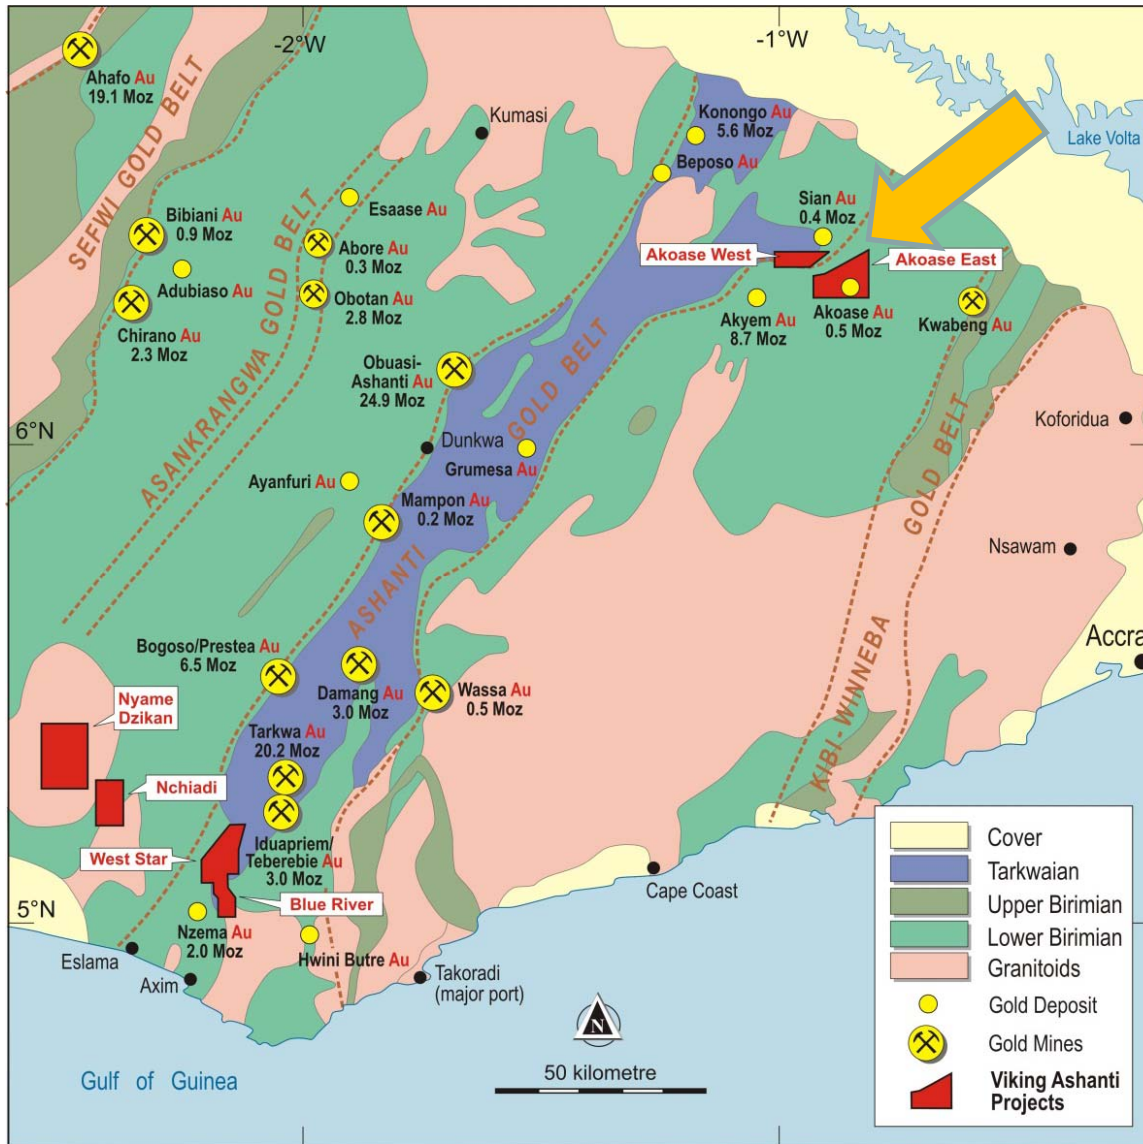 -2°W
-1°W
Ahafo Au
19.1 Moz
SEFWI GOLD BELT
Kumasi
Konongo Au
5.6 Moz
Beposo Au
Lake Volta
Bibiani Au
0.9 Moz
Esaase Au
Abore Au
0.3 Moz
Sian Au
0.4 Moz
Akoase West
Akoase East
Adubiaso Au
Obotan Au
2.8 Moz
Chirano Au
2.3 Moz
ASANKRANGWA GOLD BELT
Akyem Au
8.7 Moz
Akoase Au
0.5 Moz
Kwabeng Au
Obuasi-
Ashanti Au
24.9 Moz
ASHANTI GOLD BELT
6°N
Dunkwa
Grumesa Au
Koforidua
Ayanfuri Au
Mampon Au
0.2 Moz
Nsawam
KIBI-WINNEBA GOLD BELT
Accra
Bogoso/Prestea Au
6.5 Moz
Damang Au
3.0 Moz
Wassa Au
0.5 Moz
Nyame
Dzikan
Tarkwa Au
20.2 Moz
Nchiadi
West Star
Iduapriem/
Teberebie Au
3.0 Moz
Blue River
Cape Coast
5°N
Nzema Au
2.0 Moz
Eslama
Axim
Hwini Butre Au
Takoradi
(major port)
Gulf of Guinea
N
50 kilometre
Cover
Tarkwaian
Upper Birimian
Lower Birimian
Granitoids
Gold Deposit
Gold Mines
Viking Ashanti
Projects